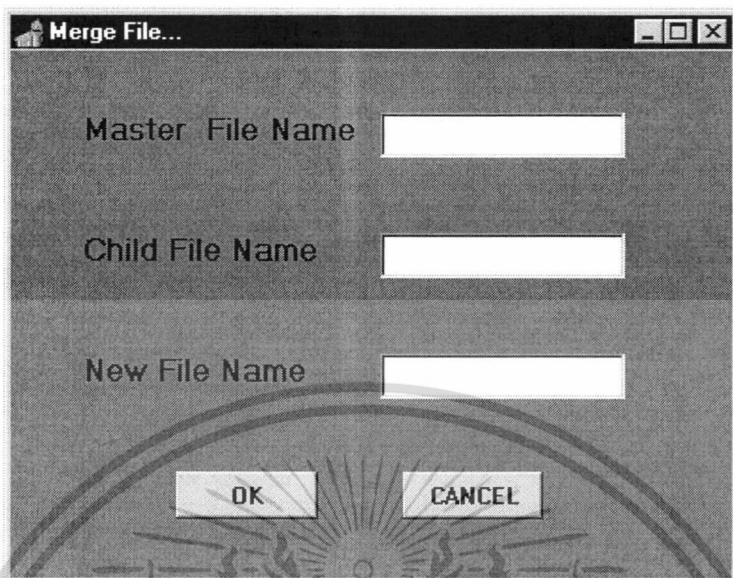 Merge File...
Master File Name
Child File Name
New File Name
OK CANCEL